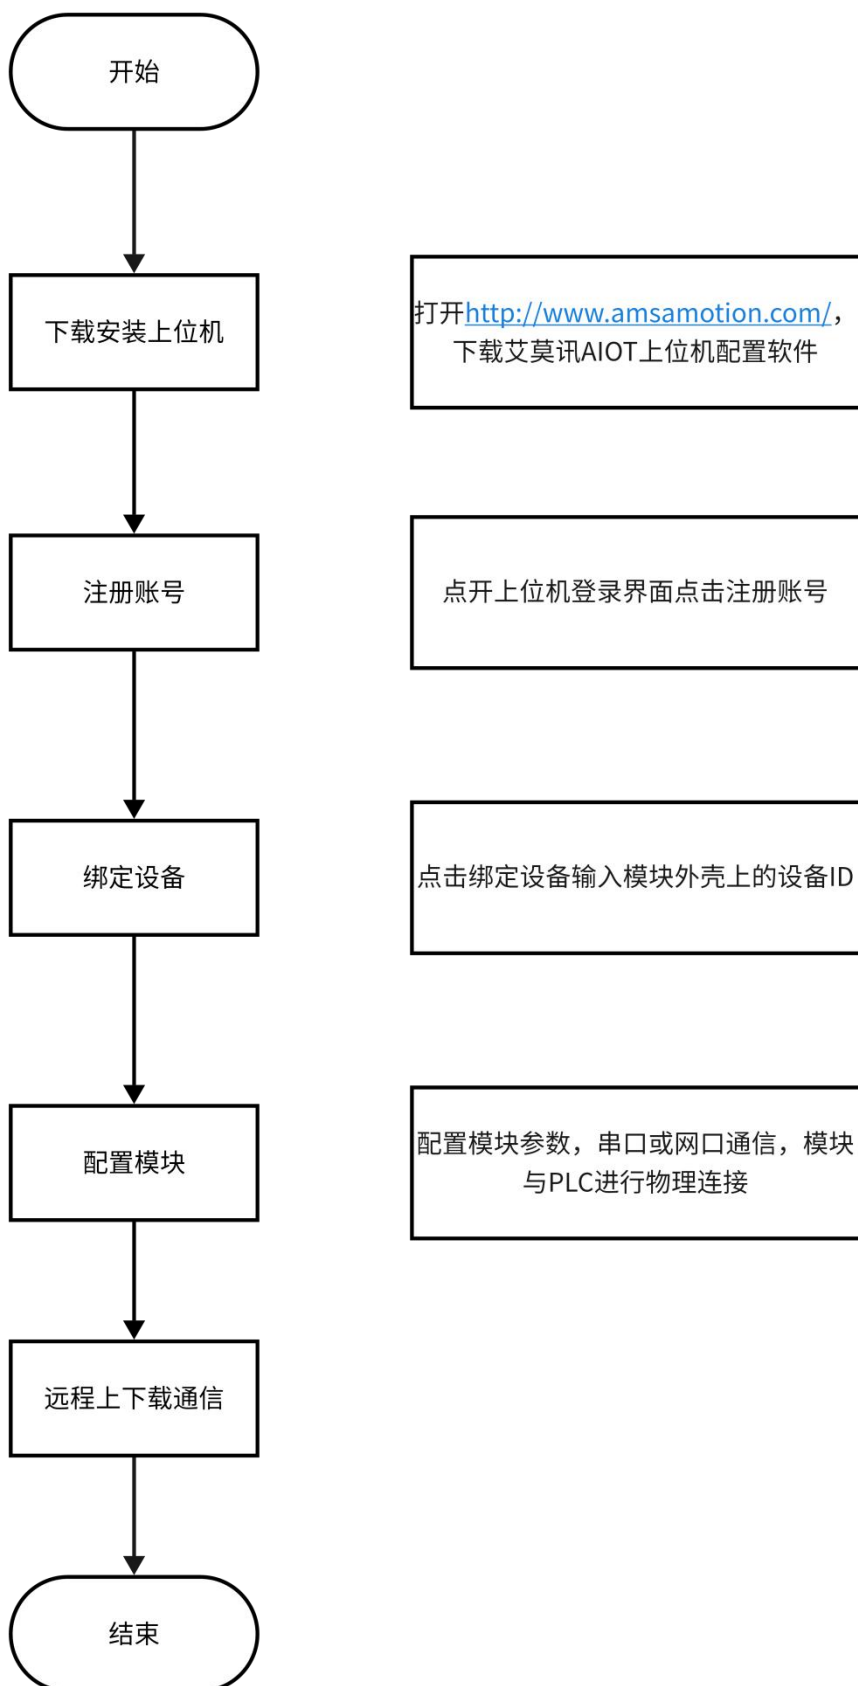 开始
下载安装上位机
打开http://www.amsamotion.com/，
下载艾莫讯AIOT上位机配置软件
注册账号
点开上位机登录界面点击注册账号
绑定设备
点击绑定设备输入模块外壳上的设备ID
配置模块
配置模块参数，串口或网口通信，模块
与PLC进行物理连接
远程上下载通信
结束